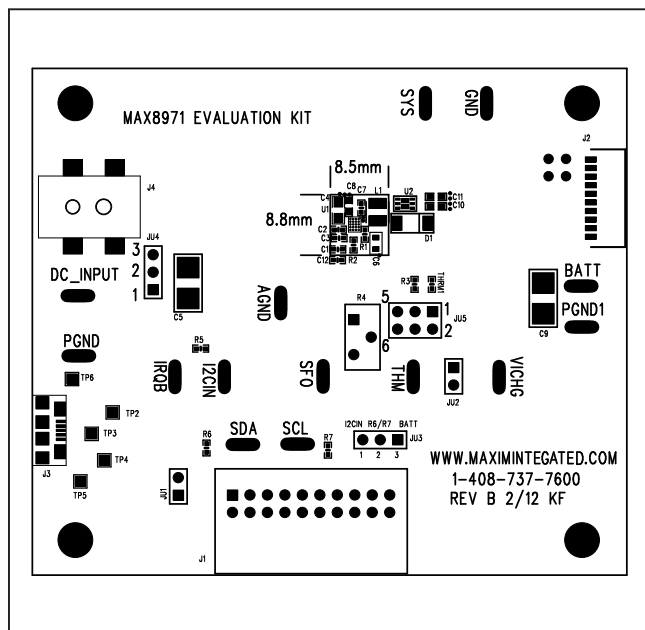 SYS
GND
MAX8971 EVALUATION KIT
J2
8.5mm
J4
C8
C7
L1
C4
U1
U2
C11
C10
8.8mm
C2
C3
R1
D1
C1
R2
C6
C12
JU4
3
2
1
DC_INPUT
C5
AGND
R3
THRM1
BATT
R4
5
1
6
2
JU5
PGND1
C9
PGND
R5
TP6
IRQB
I2CIN
SFO
THM
JU2
VICHG
TP2
TP3
J3
TP4
TP5
R6
SDA
SCL
R7
I2CIN R6/R7 BATT
JU3
1 2 3
WWW.MAXIMINTEGATED.COM
1-408-737-7600
REV B 2/12 KF
JU1
J1